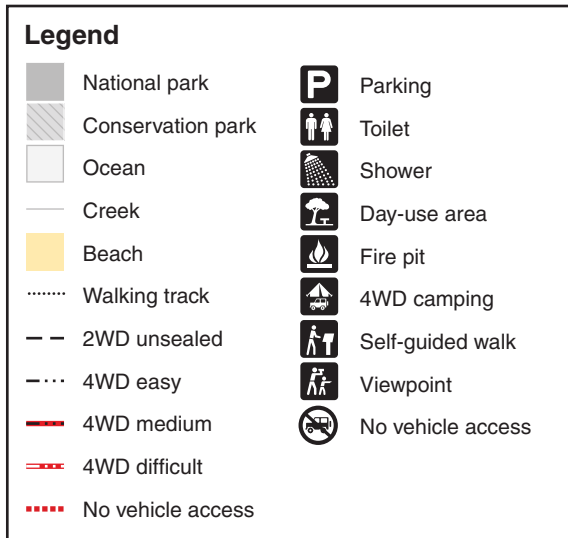 Legend
National park
Conservation park
Ocean
Creek
Beach
Walking track
2WD unsealed
4WD easy
4WD medium
4WD difficult
No vehicle access
P
Parking
Toilet
Shower
Day-use area
Fire pit
4WD camping
Self-guided walk
Viewpoint
No vehicle access